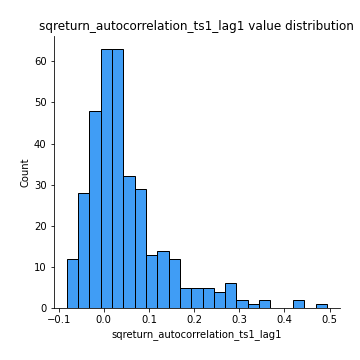 sqreturn_autocorrelation_ts1_lag1 value distribution
60
50
40
30
20
10
0
Count
−0.1 0.0 0.1 0.2 0.3 0.4 0.5
sqreturn_autocorrelation_ts1_lag1